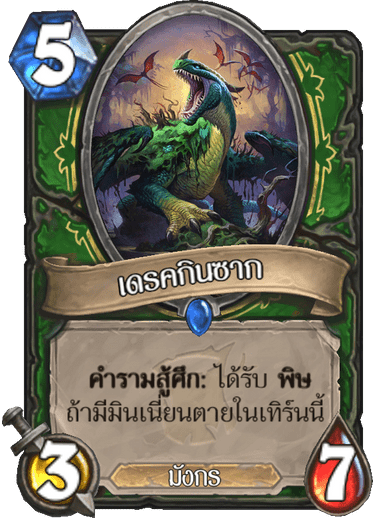 5
เดรคกินซาก
คำรามสู้ศึก: ได้รับ พิษ
ถ้ามีมินเนี่ยนตายในเทิร์นนี้
3
มังกร
7